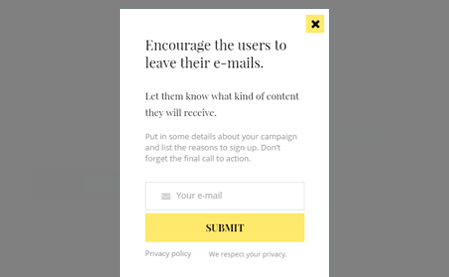 Encourage the users to
leave their e-mails.
Let them know what kind of content
they will receive.
Put in some details about your campaign
and list the reasons to sign up. Don't
forget the final call to action.
Your e-mail
SUBMIT
Privacy policy We respect your privacy.